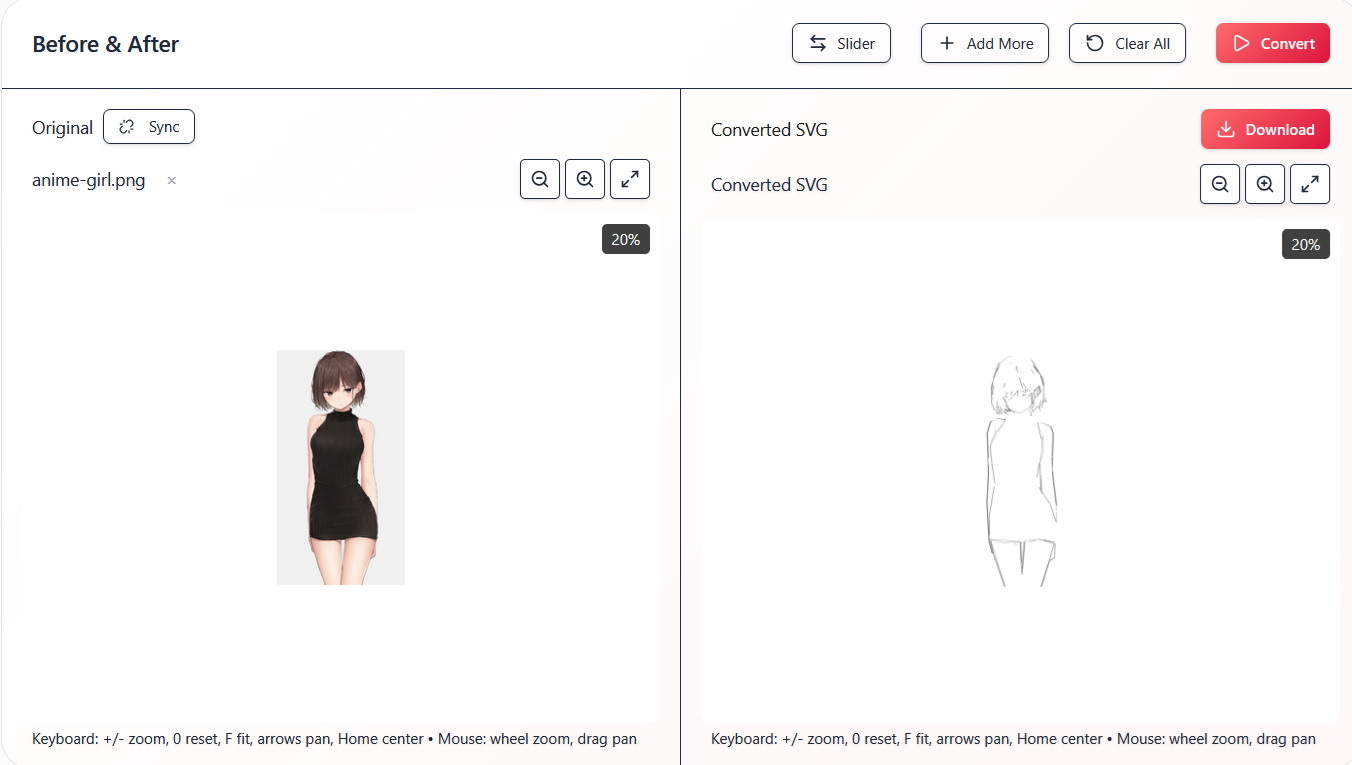 Before & After
Slider
Add More
Clear All
Convert
Original
Sync
anime-girl.png ×
20%
Keyboard: +/- zoom, 0 reset, F fit, arrows pan, Home center • Mouse: wheel zoom, drag pan
Converted SVG
Download
Converted SVG
20%
Keyboard: +/- zoom, 0 reset, F fit, arrows pan, Home center • Mouse: wheel zoom, drag pan